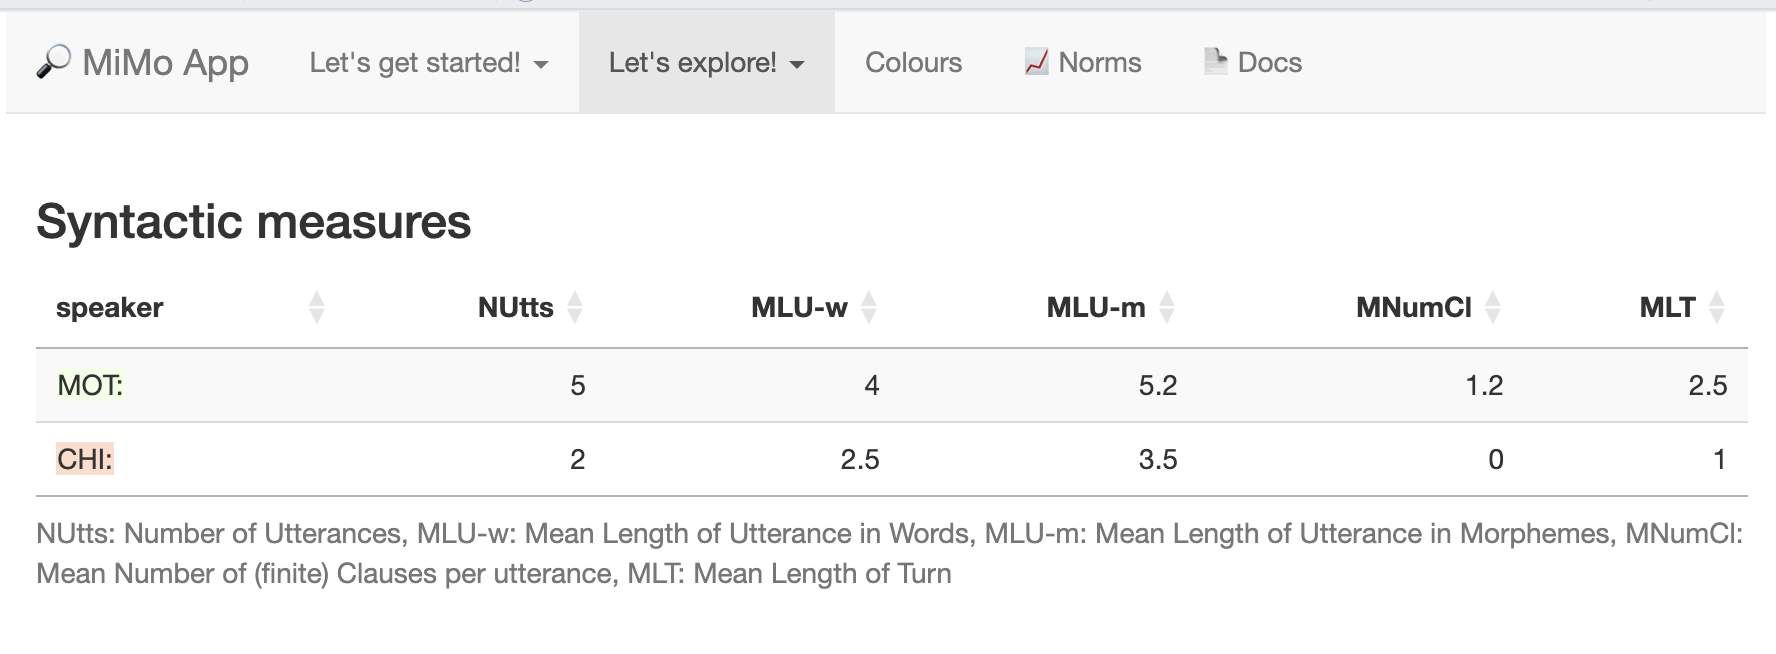 MiMo App Let's get started! Let's explore! Colours Norms Docs
Syntactic measures
speaker NUtts MLU-w MLU-m MNumCl MLT
MOT: 5 4 5.2 1.2 2.5
CHI: 2 2.5 3.5 0 1
NUtts: Number of Utterances, MLU-w: Mean Length of Utterance in Words, MLU-m: Mean Length of Utterance in Morphemes, MNumCl:
Mean Number of (finite) Clauses per utterance, MLT: Mean Length of Turn